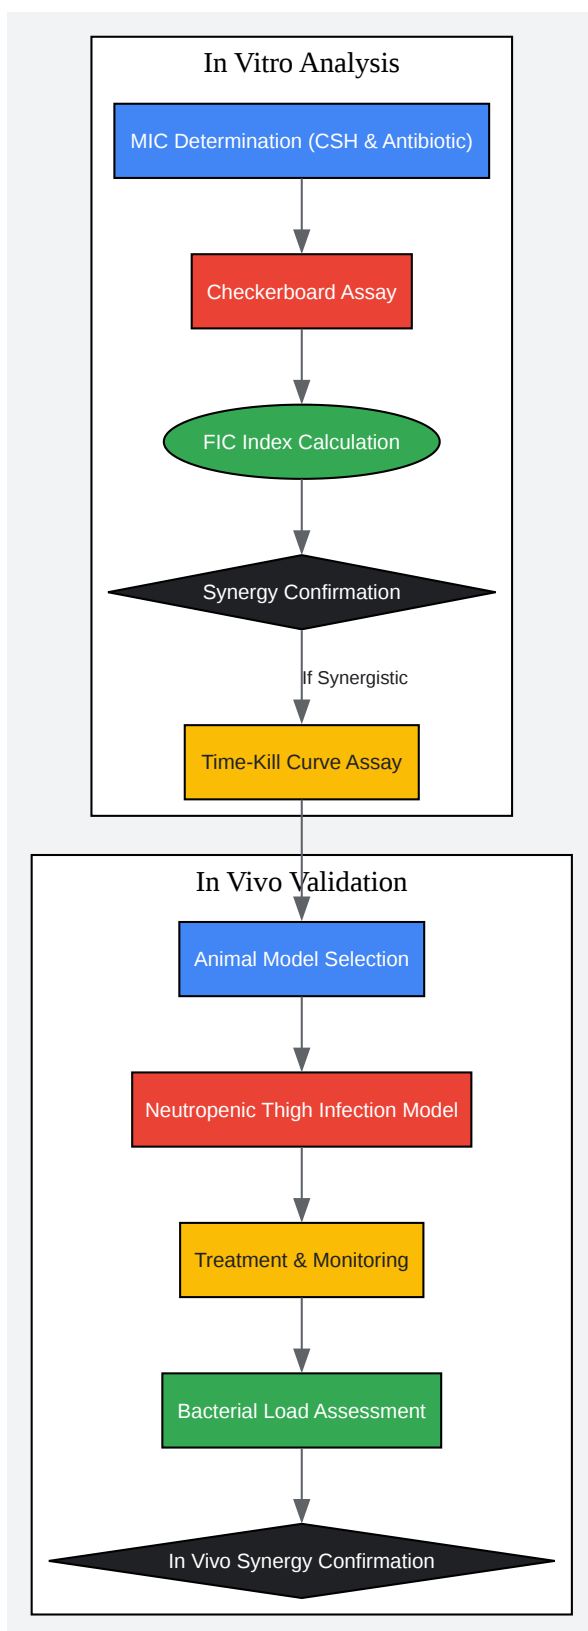 In Vitro Analysis
MIC Determination (CSH & Antibiotic)
Checkerboard Assay
FIC Index Calculation
Synergy Confirmation
If Synergistic
Time-Kill Curve Assay
In Vivo Validation
Animal Model Selection
Neutropenic Thigh Infection Model
Treatment & Monitoring
Bacterial Load Assessment
In Vivo Synergy Confirmation